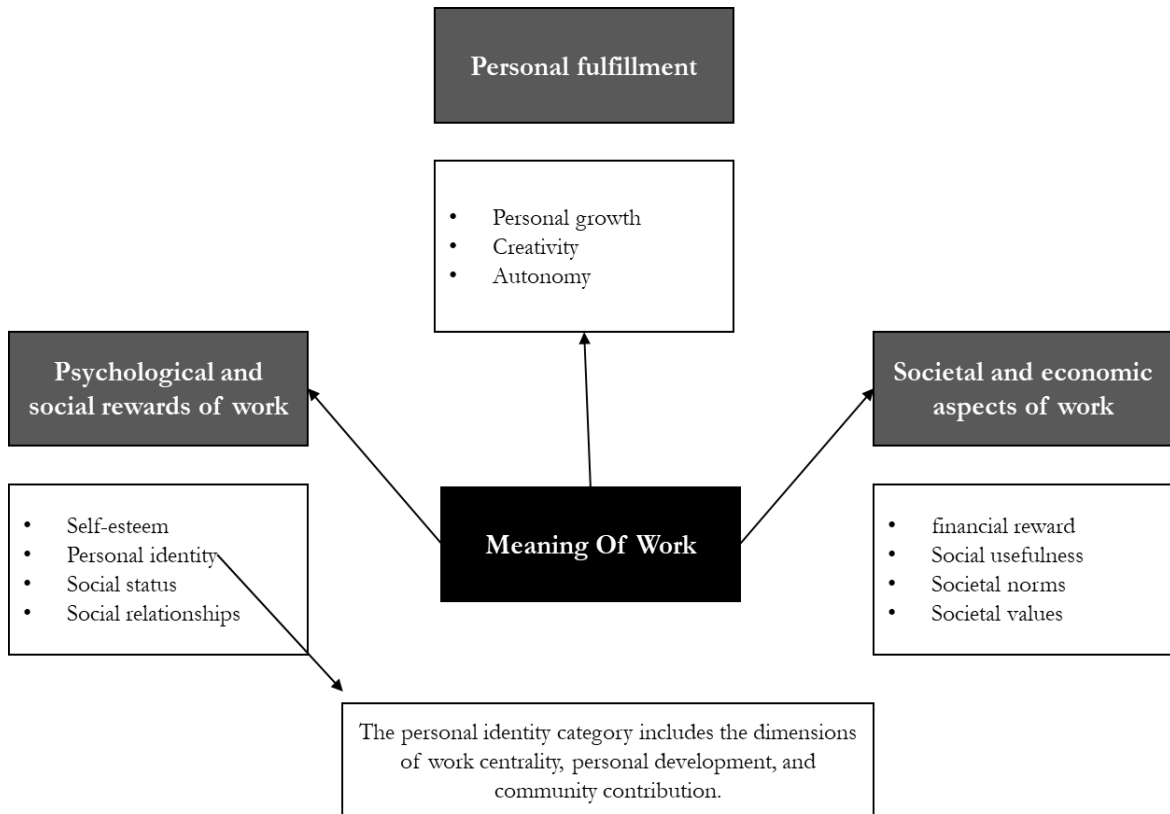 Personal fulfillment
• Personal growth
• Creativity
• Autonomy
Psychological and
social rewards of work
• Self-esteem
• Personal identity
• Social status
• Social relationships
Meaning Of Work
Societal and economic
aspects of work
• financial reward
• Social usefulness
• Societal norms
• Societal values
The personal identity category includes the dimensions
of work centrality, personal development, and
community contribution.